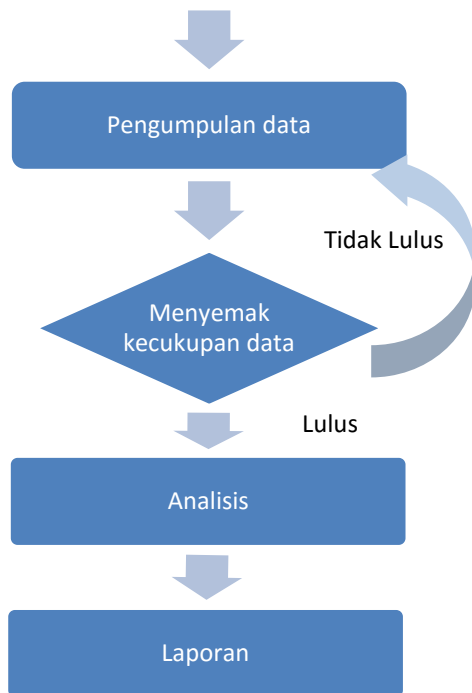 Pengumpulan data
Tidak Lulus
Menyemak
kecukupan data
Lulus
Analisis
Laporan